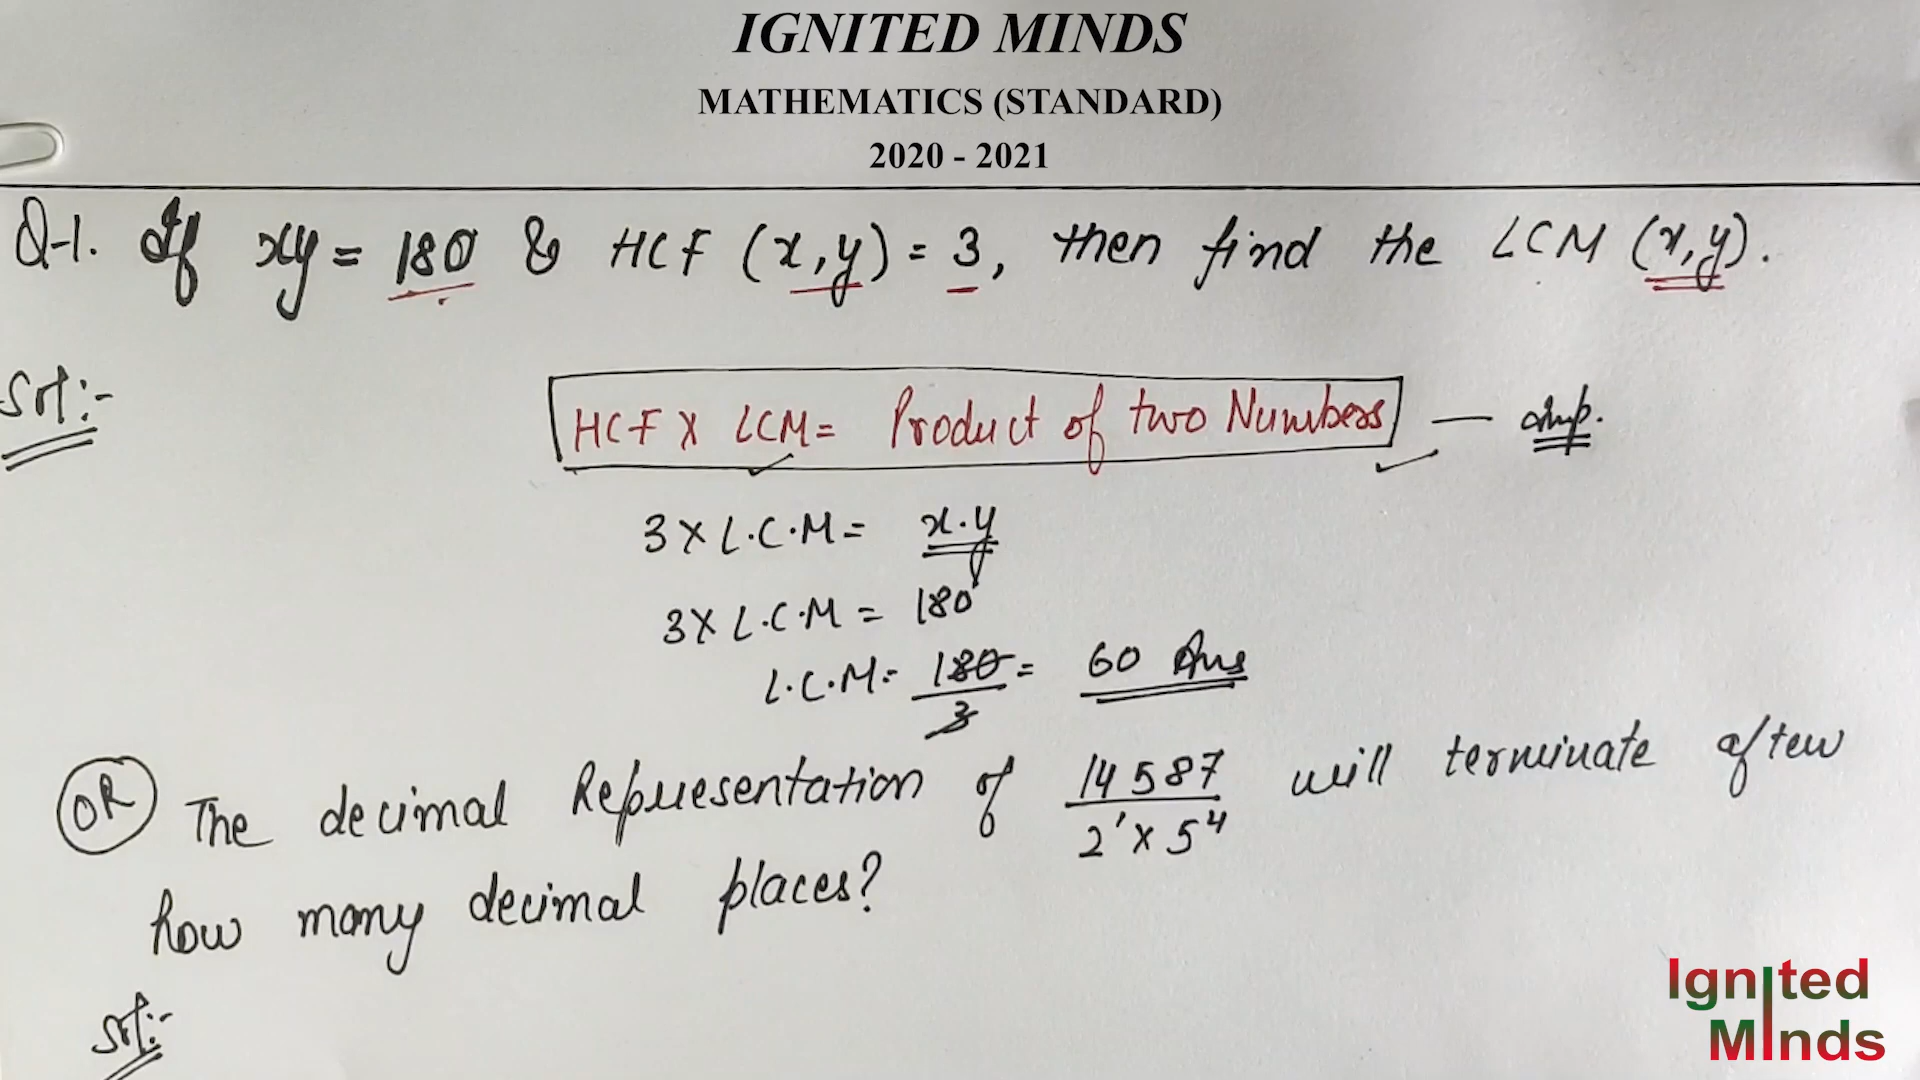 IGNITED MINDS
MATHEMATICS (STANDARD)
2020 - 2021
Q-1. If xy = 180 & HCF (x,y) = 3, then find the LCM (x,y).
Sol:-
HCF X LCM = Product of two Numbers — Imp.
3 X L.C.M = x.y
3 X L.C.M = 180
L.C.M = 180/3 = 60 Ans
OR The decimal Representation of 14587/2¹ X 5⁴ will terminate after
how many decimal places?
Sol:-
Ignited
Minds